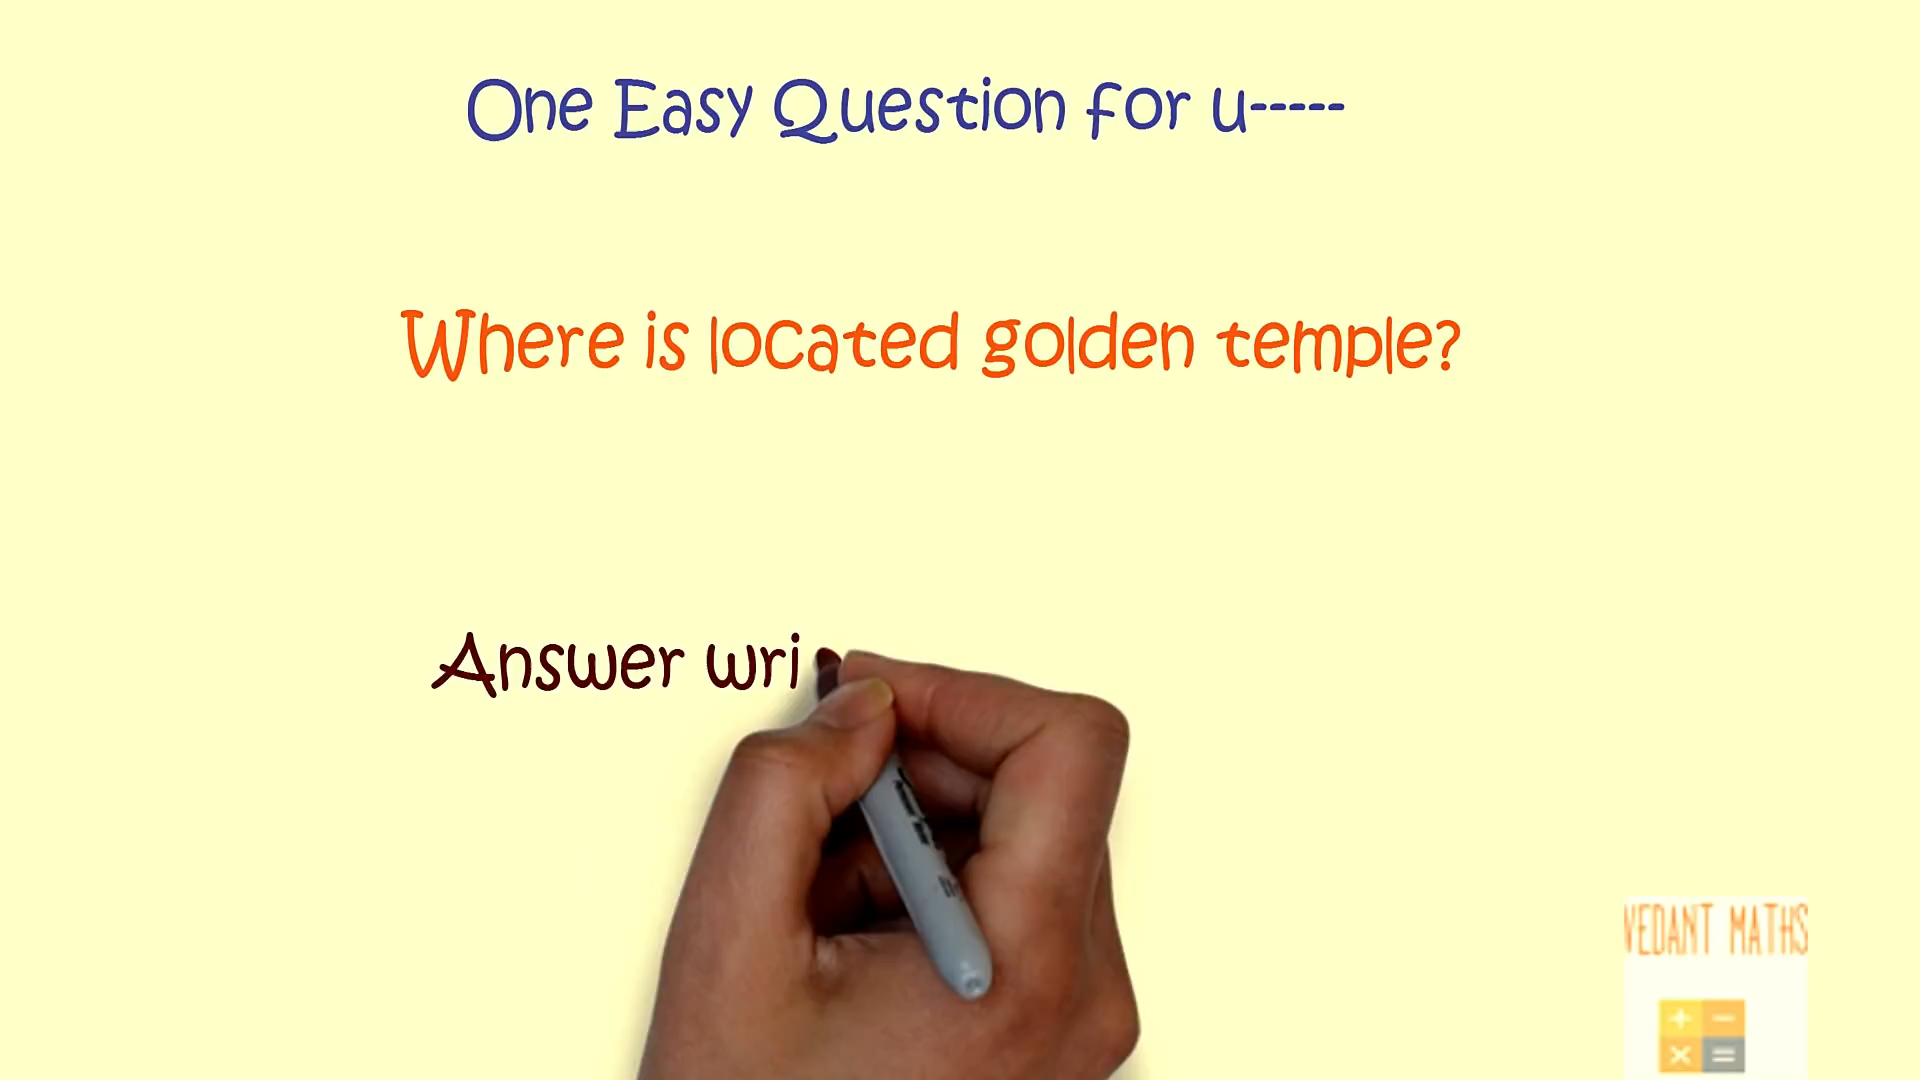 One Easy Question for u-----
Where is located golden temple?
Answer wri
VEDANT MATHS
+ −
× =